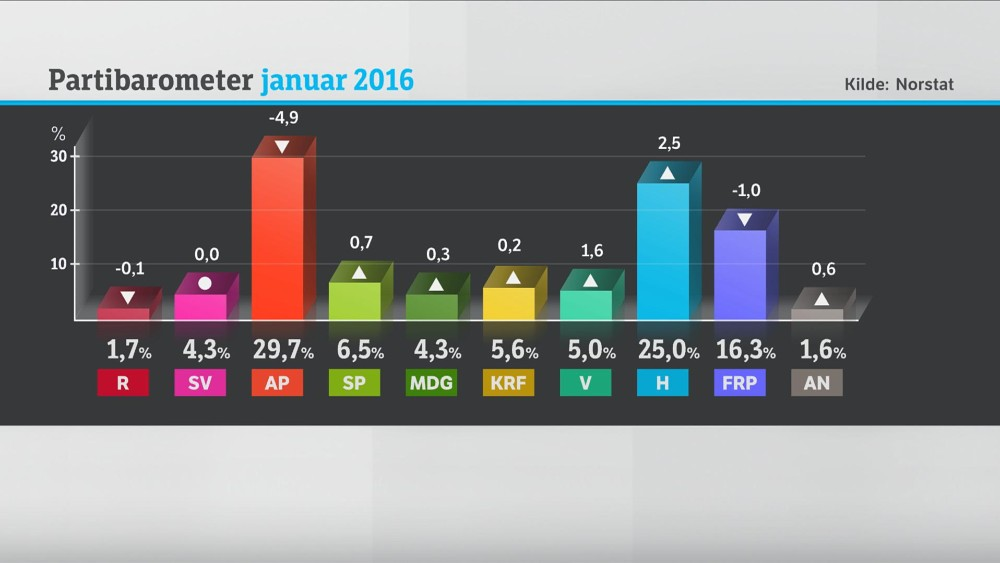 Partibarometer januar 2016
Kilde: Norstat
%
30
20
10
-0,1 0,0 -4,9 0,7 0,3 0,2 1,6 2,5 -1,0 0,6
1,7% 4,3% 29,7% 6,5% 4,3% 5,6% 5,0% 25,0% 16,3% 1,6%
R SV AP SP MDG KRF V H FRP AN